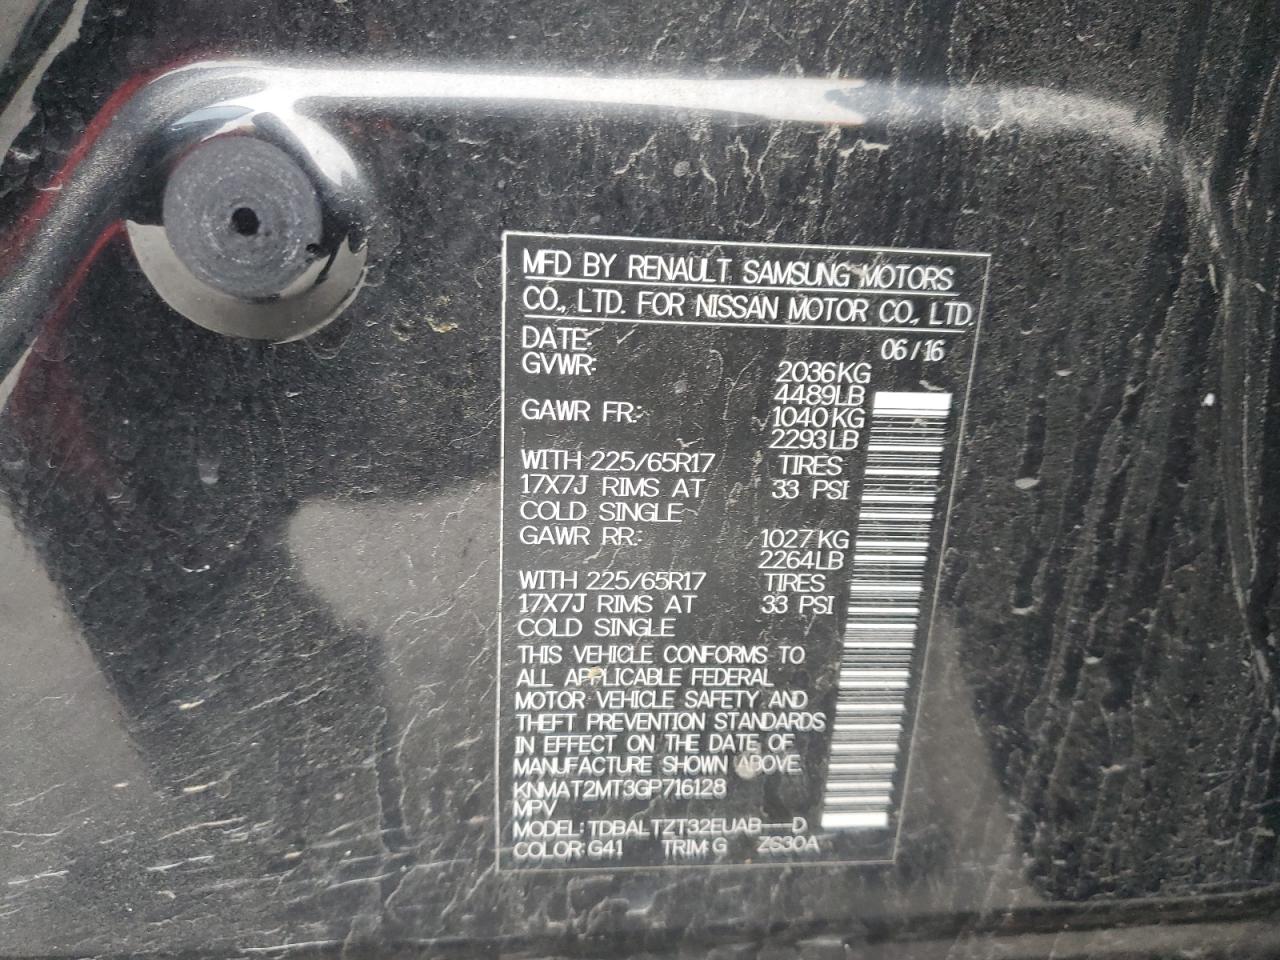 MFD BY RENAULT SAMSUNG MOTORS
CO., LTD. FOR NISSAN MOTOR CO., LTD.
DATE: 06/16
GVWR: 2036KG
4489LB
GAWR FR: 1040KG
2293LB
WITH 225/65R17 TIRES
17X7J RIMS AT 33 PSI
COLD SINGLE
GAWR RR: 1027KG
2264LB
WITH 225/65R17 TIRES
17X7J RIMS AT 33 PSI
COLD SINGLE
THIS VEHICLE CONFORMS TO
ALL APPLICABLE FEDERAL
MOTOR VEHICLE SAFETY AND
THEFT PREVENTION STANDARDS
IN EFFECT ON THE DATE OF
MANUFACTURE SHOWN ABOVE.
KNMAT2MT3GP716128
MPV
MODEL: TDBALTZT32EUAB---D
COLOR: G41 TRIM: G ZS30A